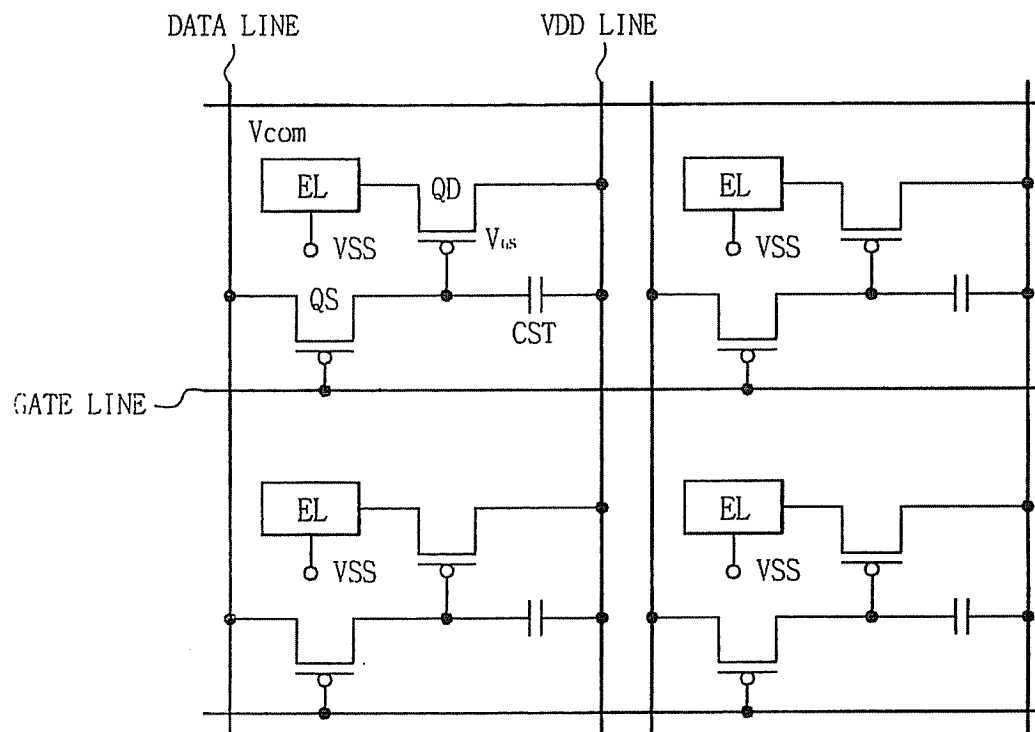 DATA LINE
VDD LINE
Vcom
EL
QD
EL
VGS
VSS
VSS
QS
CST
GATE LINE
EL
EL
VSS
VSS